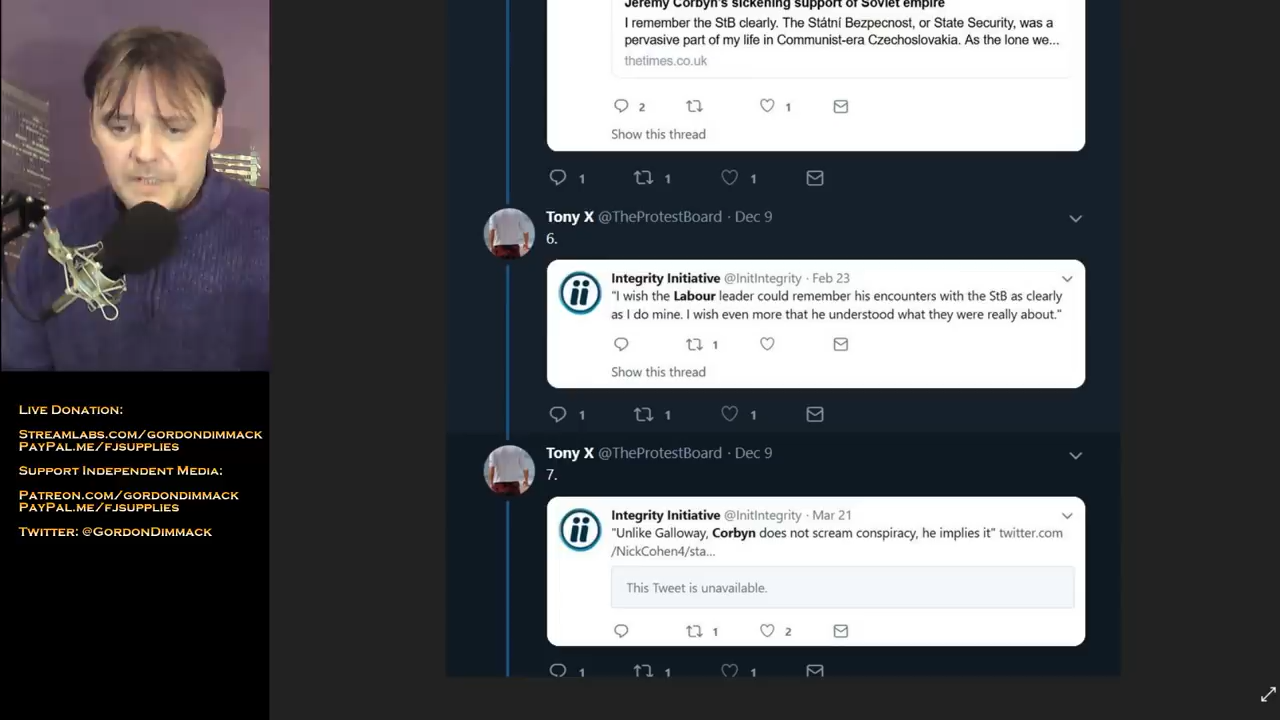 Jeremy Corbyn's sickening support of Soviet empire
I remember the StB clearly. The Státní Bezpecnost, or State Security, was a
pervasive part of my life in Communist-era Czechoslovakia. As the lone we...
thetimes.co.uk
2
1
Show this thread
1
1
1
Tony X @TheProtestBoard · Dec 9
6.
Integrity Initiative @InitIntegrity · Feb 23
"I wish the Labour leader could remember his encounters with the StB as clearly
as I do mine. I wish even more that he understood what they were really about."
1
Show this thread
1
1
1
Tony X @TheProtestBoard · Dec 9
7.
Integrity Initiative @InitIntegrity · Mar 21
"Unlike Galloway, Corbyn does not scream conspiracy, he implies it" twitter.com
/NickCohen4/sta...
This Tweet is unavailable.
1
2
1
1
1
Live Donation:
Streamlabs.com/gordondimmack
PayPal.me/fjsupplies
Support Independent Media:
Patreon.com/gordondimmack
PayPal.me/fjsupplies
Twitter: @GordonDimmack